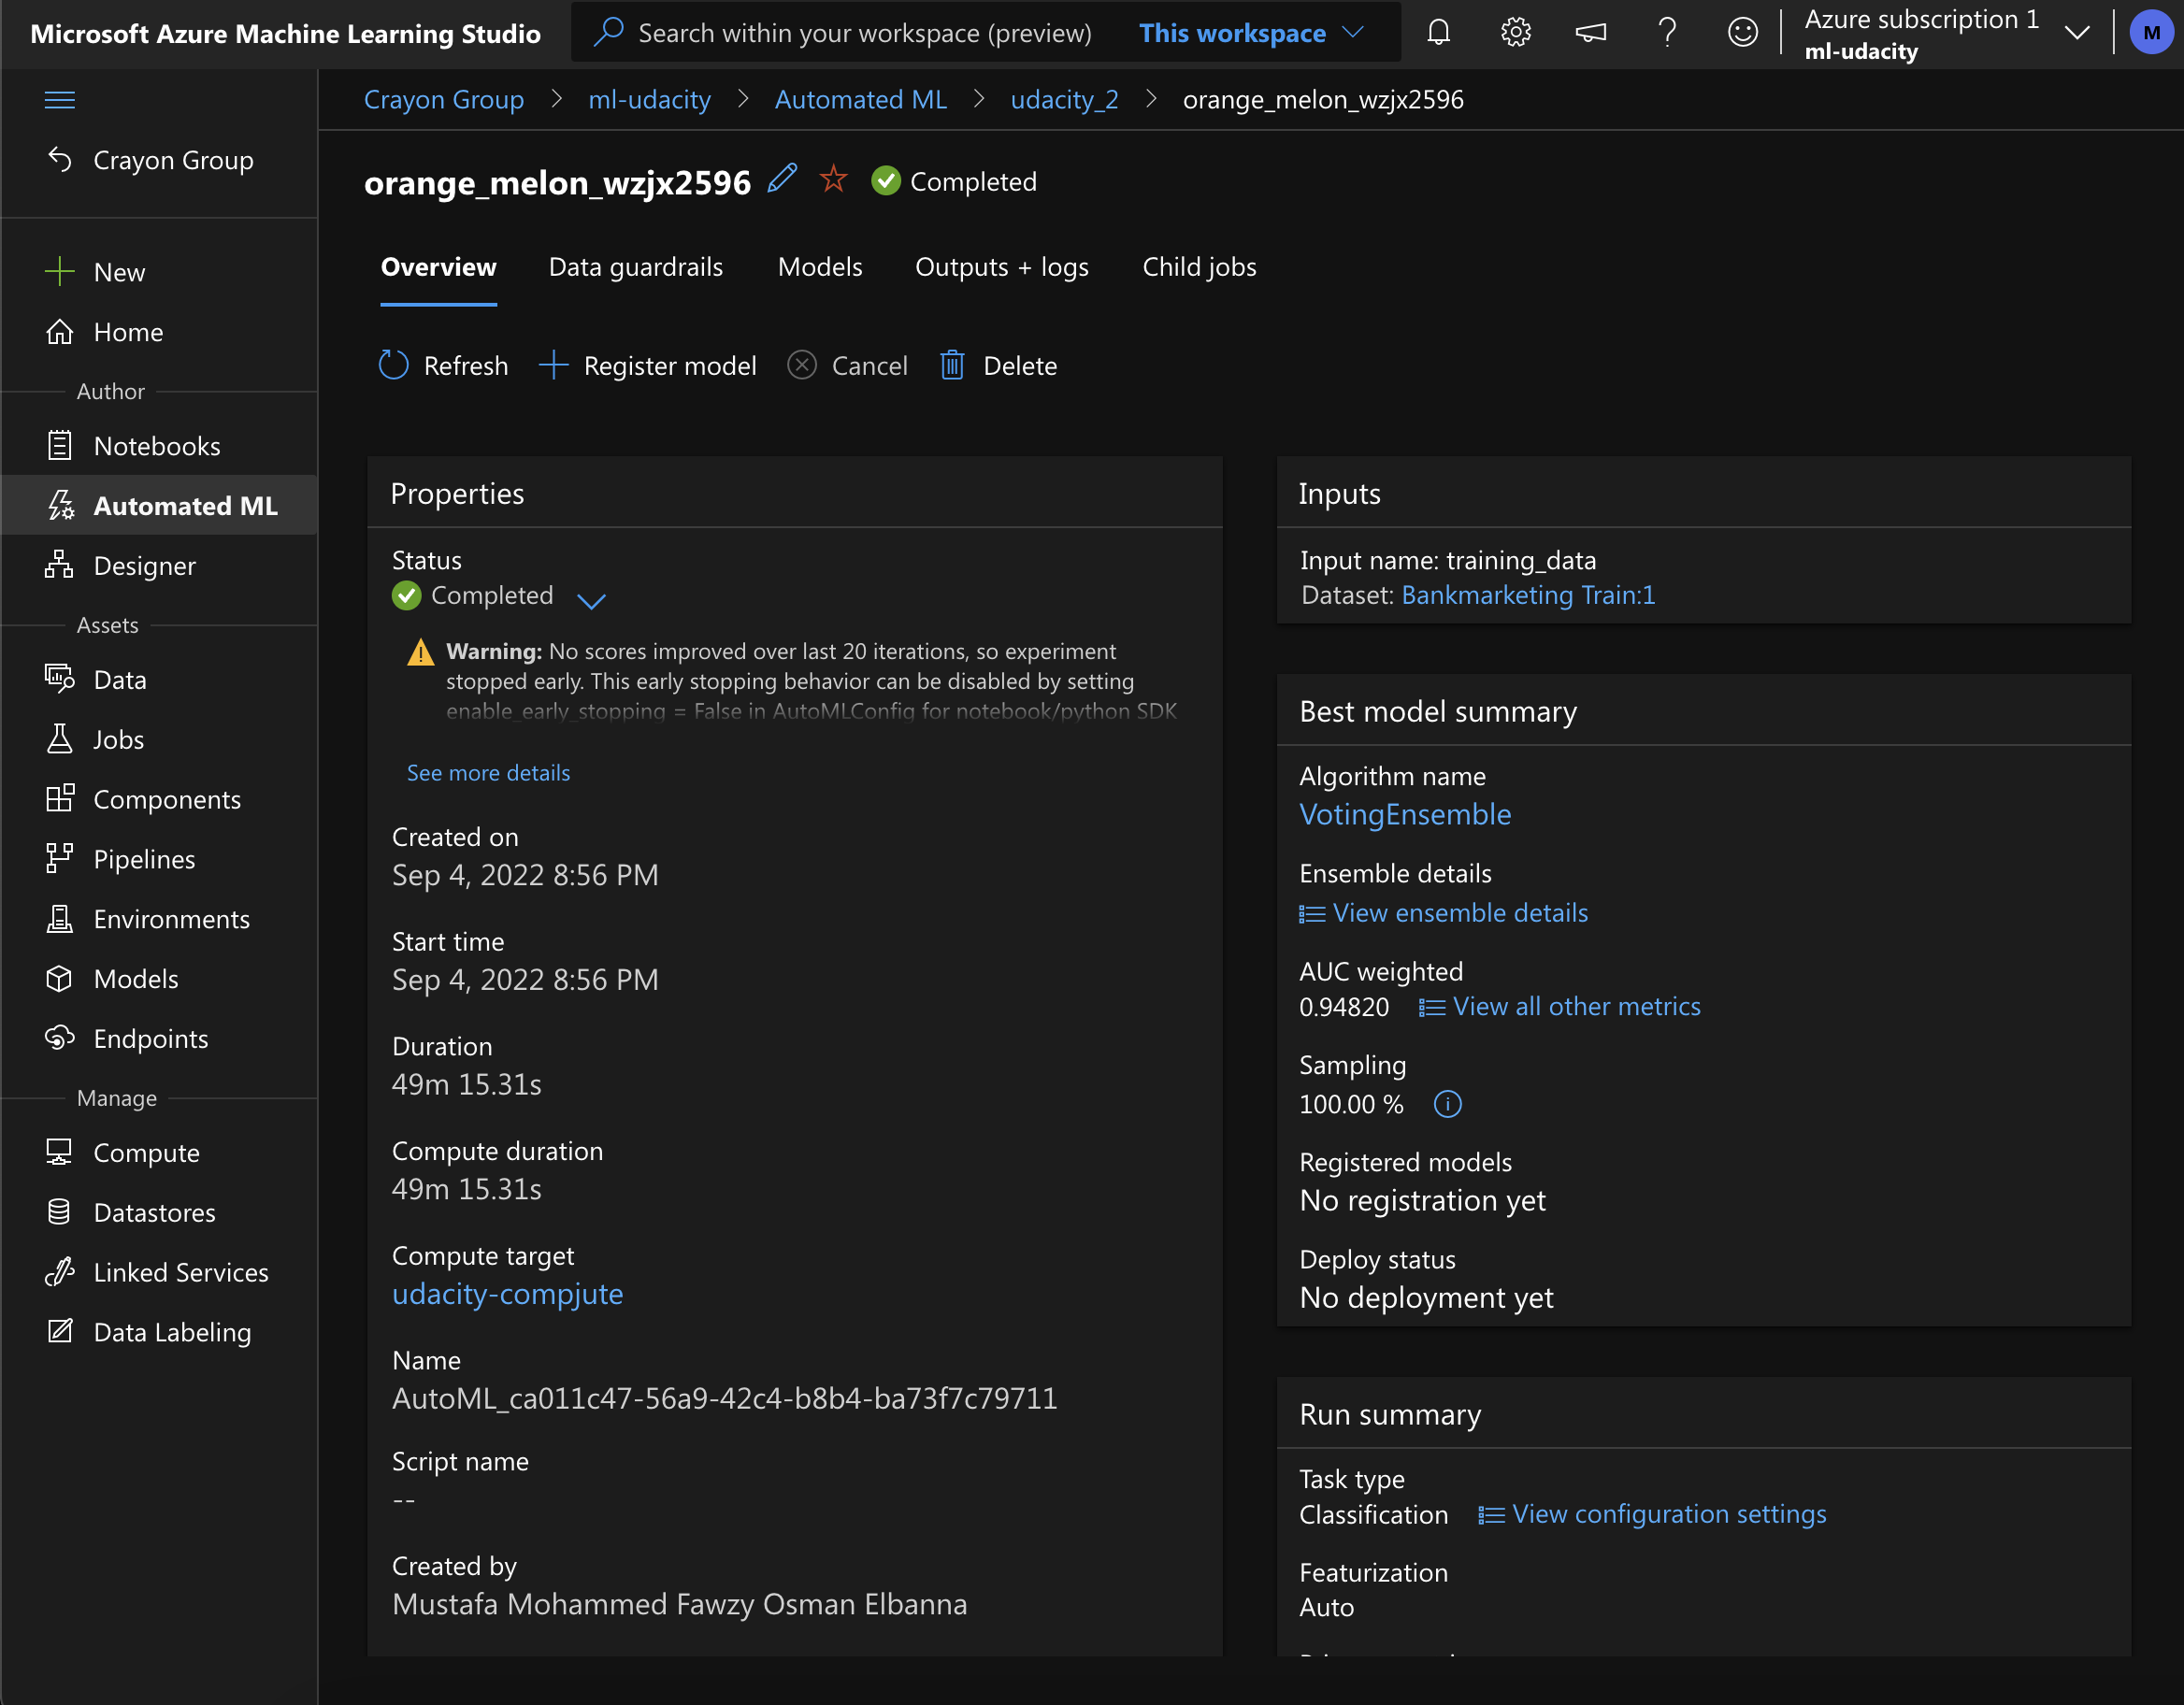 Microsoft Azure Machine Learning Studio
Search within your workspace (preview)
This workspace
Azure subscription 1
ml-udacity
M
Crayon Group
New
Home
Author
Notebooks
Automated ML
Designer
Assets
Data
Jobs
Components
Pipelines
Environments
Models
Endpoints
Manage
Compute
Datastores
Linked Services
Data Labeling
Crayon Group > ml-udacity > Automated ML > udacity_2 > orange_melon_wzjx2596
orange_melon_wzjx2596
Completed
Overview
Data guardrails
Models
Outputs + logs
Child jobs
Refresh
Register model
Cancel
Delete
Properties
Status
Completed
Warning: No scores improved over last 20 iterations, so experiment
stopped early. This early stopping behavior can be disabled by setting
enable_early_stopping = False in AutoMLConfig for notebook/python SDK
See more details
Created on
Sep 4, 2022 8:56 PM
Start time
Sep 4, 2022 8:56 PM
Duration
49m 15.31s
Compute duration
49m 15.31s
Compute target
udacity-compjute
Name
AutoML_ca011c47-56a9-42c4-b8b4-ba73f7c79711
Script name
--
Created by
Mustafa Mohammed Fawzy Osman Elbanna
Inputs
Input name: training_data
Dataset: Bankmarketing Train:1
Best model summary
Algorithm name
VotingEnsemble
Ensemble details
View ensemble details
AUC weighted
0.94820
View all other metrics
Sampling
100.00 %
Registered models
No registration yet
Deploy status
No deployment yet
Run summary
Task type
Classification
View configuration settings
Featurization
Auto